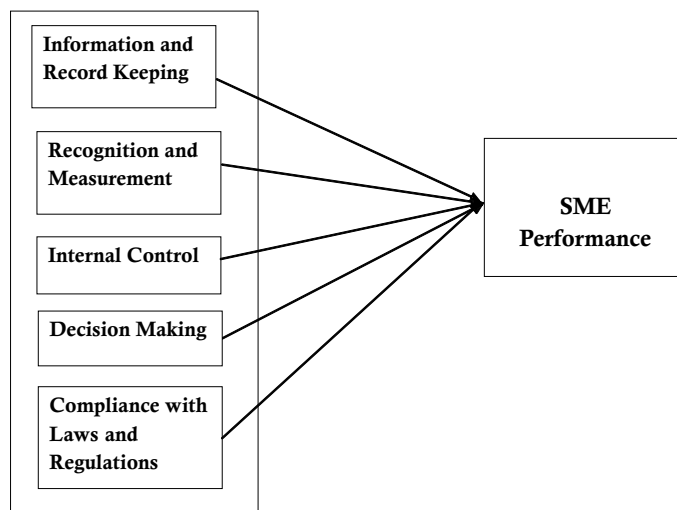 Information and
Record Keeping
Recognition and
Measurement
Internal Control
Decision Making
Compliance with
Laws and
Regulations
SME
Performance